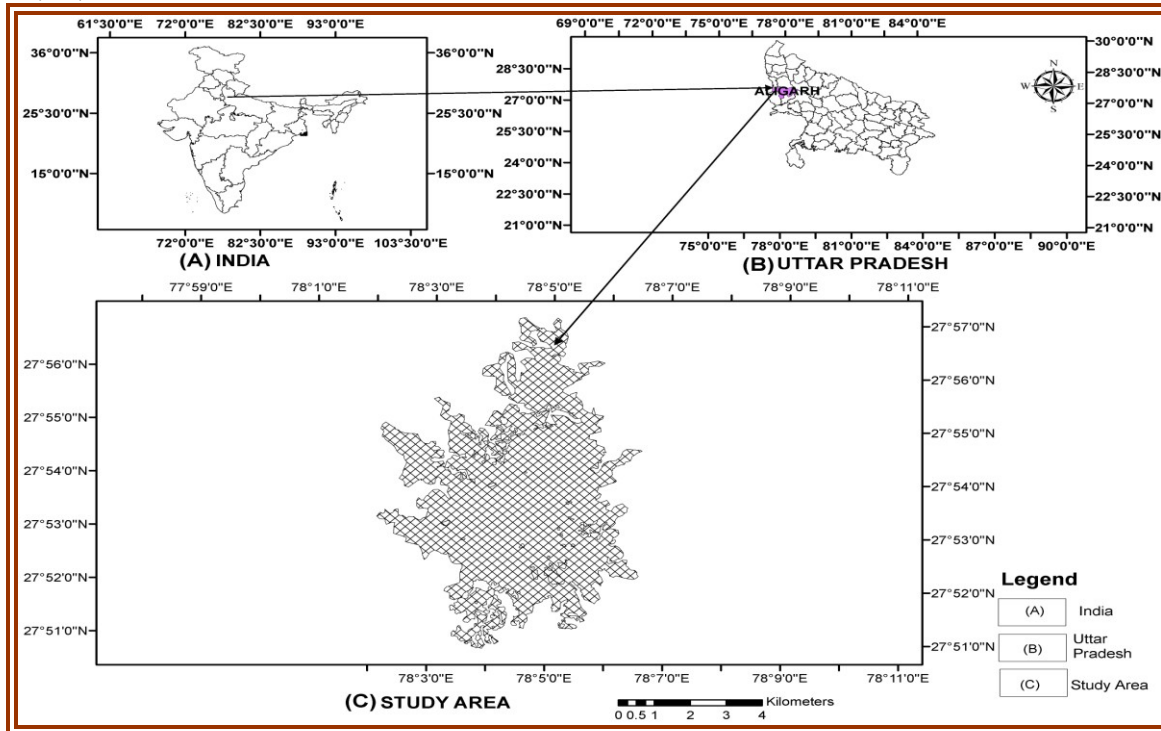 61°30'0"E 72°0'0"E 82°30'0"E 93°0'0"E
36°0'0"N 36°0'0"N
25°30'0"N 25°30'0"N
15°0'0"N 15°0'0"N
72°0'0"E 82°30'0"E 93°0'0"E 103°30'0"E
(A) INDIA
69°0'0"E 72°0'0"E 75°0'0"E 78°0'0"E 81°0'0"E 84°0'0"E
30°0'0"N
28°30'0"N 28°30'0"N
27°0'0"N 27°0'0"N
25°30'0"N 25°30'0"N
24°0'0"N 24°0'0"N
22°30'0"N 22°30'0"N
21°0'0"N 21°0'0"N
ALIGARH
N
W E
S
75°0'0"E 78°0'0"E 81°0'0"E 84°0'0"E 87°0'0"E 90°0'0"E
(B) UTTAR PRADESH
77°59'0"E 78°1'0"E 78°3'0"E 78°5'0"E 78°7'0"E 78°9'0"E 78°11'0"E
27°57'0"N
27°56'0"N 27°56'0"N
27°55'0"N 27°55'0"N
27°54'0"N 27°54'0"N
27°53'0"N 27°53'0"N
27°52'0"N 27°52'0"N
27°51'0"N 27°51'0"N
78°3'0"E 78°5'0"E 78°7'0"E 78°9'0"E 78°11'0"E
(C) STUDY AREA
Kilometers
0 0.5 1 2 3 4
Legend
(A) India
(B) Uttar
Pradesh
(C) Study Area